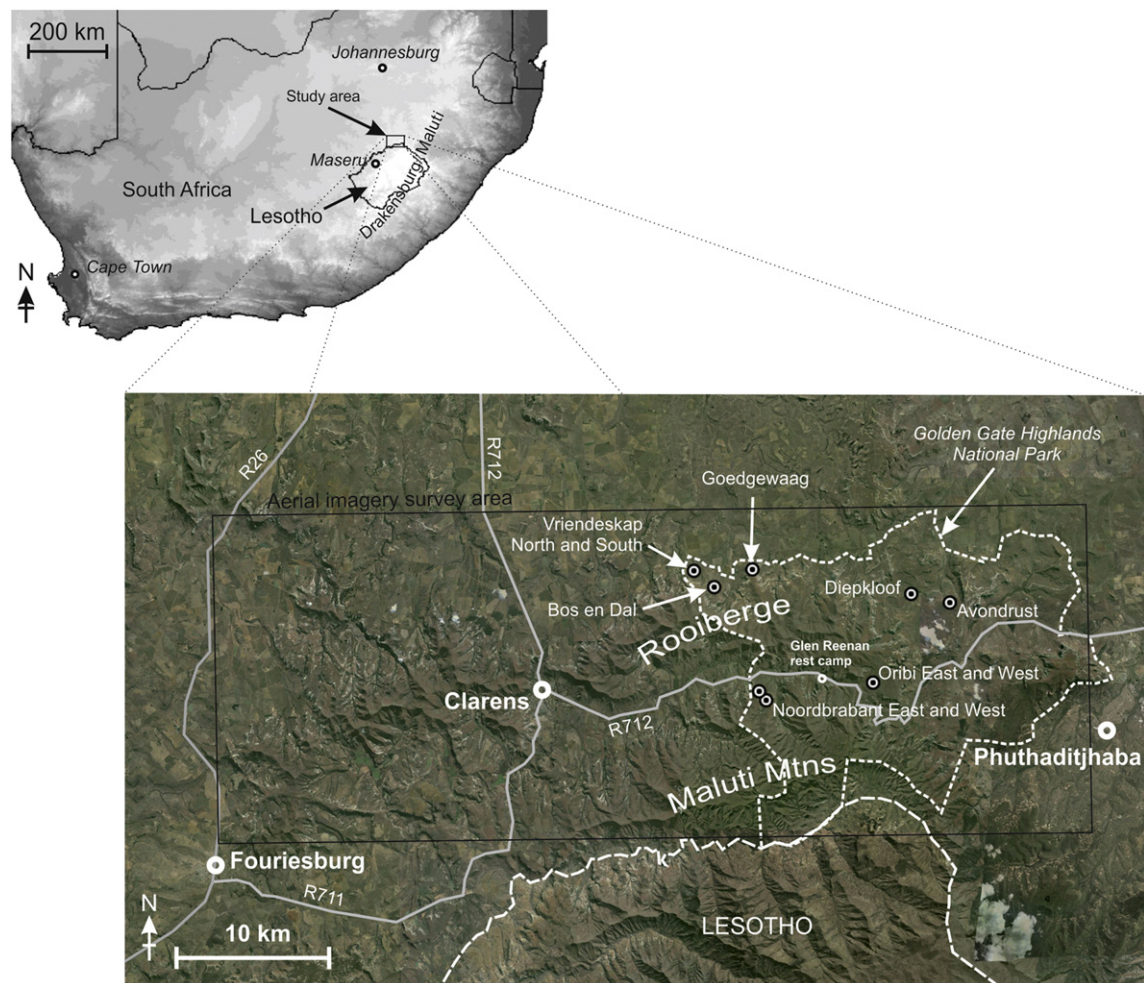 200 km
Johannesburg
Study area
Maseru
Drakensburg/ Maluti
South Africa
Lesotho
N
Cape Town
R26
R712
Golden Gate Highlands
National Park
Goedgewaag
Aerial imagery survey area
Vriendeskap
North and South
Diepkloof
Bos en Dal
Avondrust
Rooiberge
Glen Reenan
rest camp
Oribi East and West
Clarens
Noordbrabant East and West
R712
Phuthaditjhaba
Maluti Mtns
k
Fouriesburg
R711
N
10 km
LESOTHO